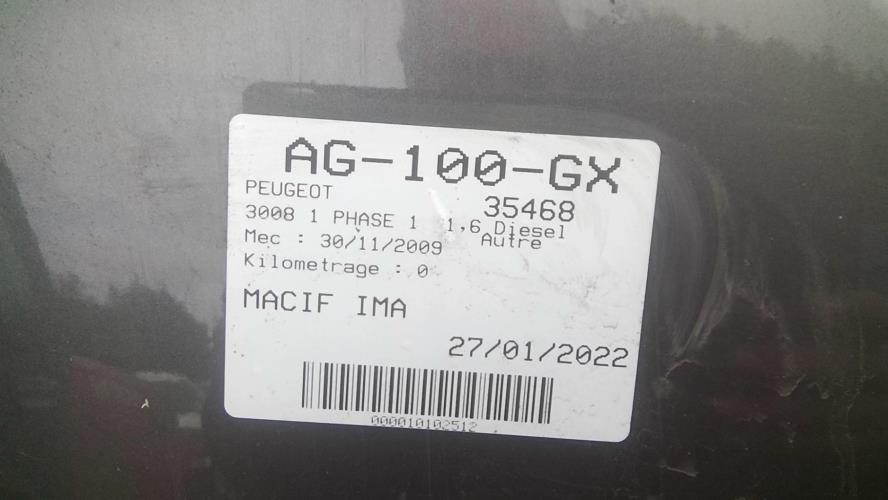 AG-100-GX
PEUGEOT 35468
3008 1 PHASE 1 1,6 Diesel
Mec : 30/11/2009 Autre
Kilometrage : 0
MACIF IMA
27/01/2022
000010102512